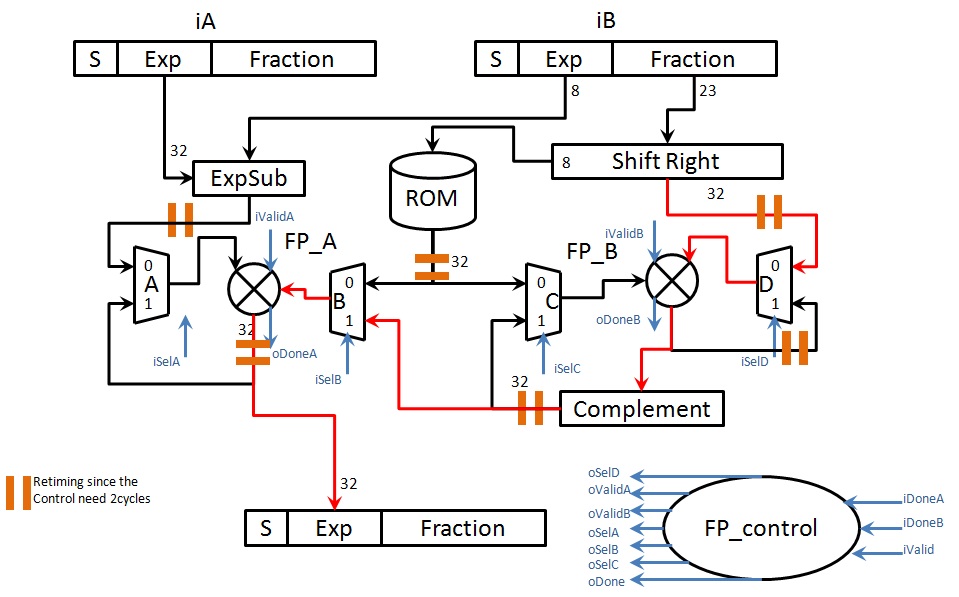 iA
iB
S Exp Fraction
S Exp Fraction
8
23
32
ExpSub
8 Shift Right
32
ROM
iValidA
FP_A
32
FP_B
iValidB
0
A
1
0
B
1
0
C
1
0
D
1
iSelA
32
oDoneA
iSelB
iSelC
oDoneB
iSelD
32
Complement
Retiming since the
Control need 2cycles
32
S Exp Fraction
oSelD
oValidA
oValidB
oSelA
oSelB
oSelC
oDone
FP_control
iDoneA
iDoneB
iValid